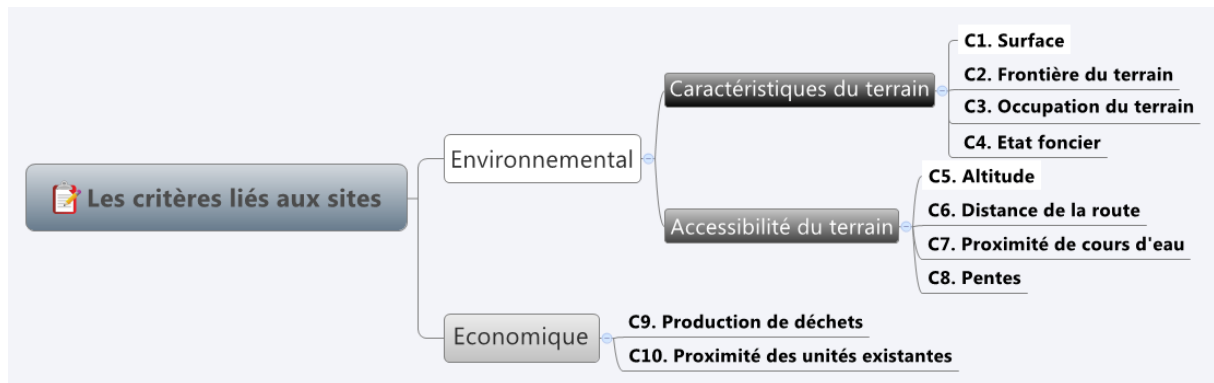 Les critères liés aux sites
Environnemental
Caractéristiques du terrain
C1. Surface
C2. Frontière du terrain
C3. Occupation du terrain
C4. Etat foncier
Accessibilité du terrain
C5. Altitude
C6. Distance de la route
C7. Proximité de cours d'eau
C8. Pentes
Economique
C9. Production de déchets
C10. Proximité des unités existantes